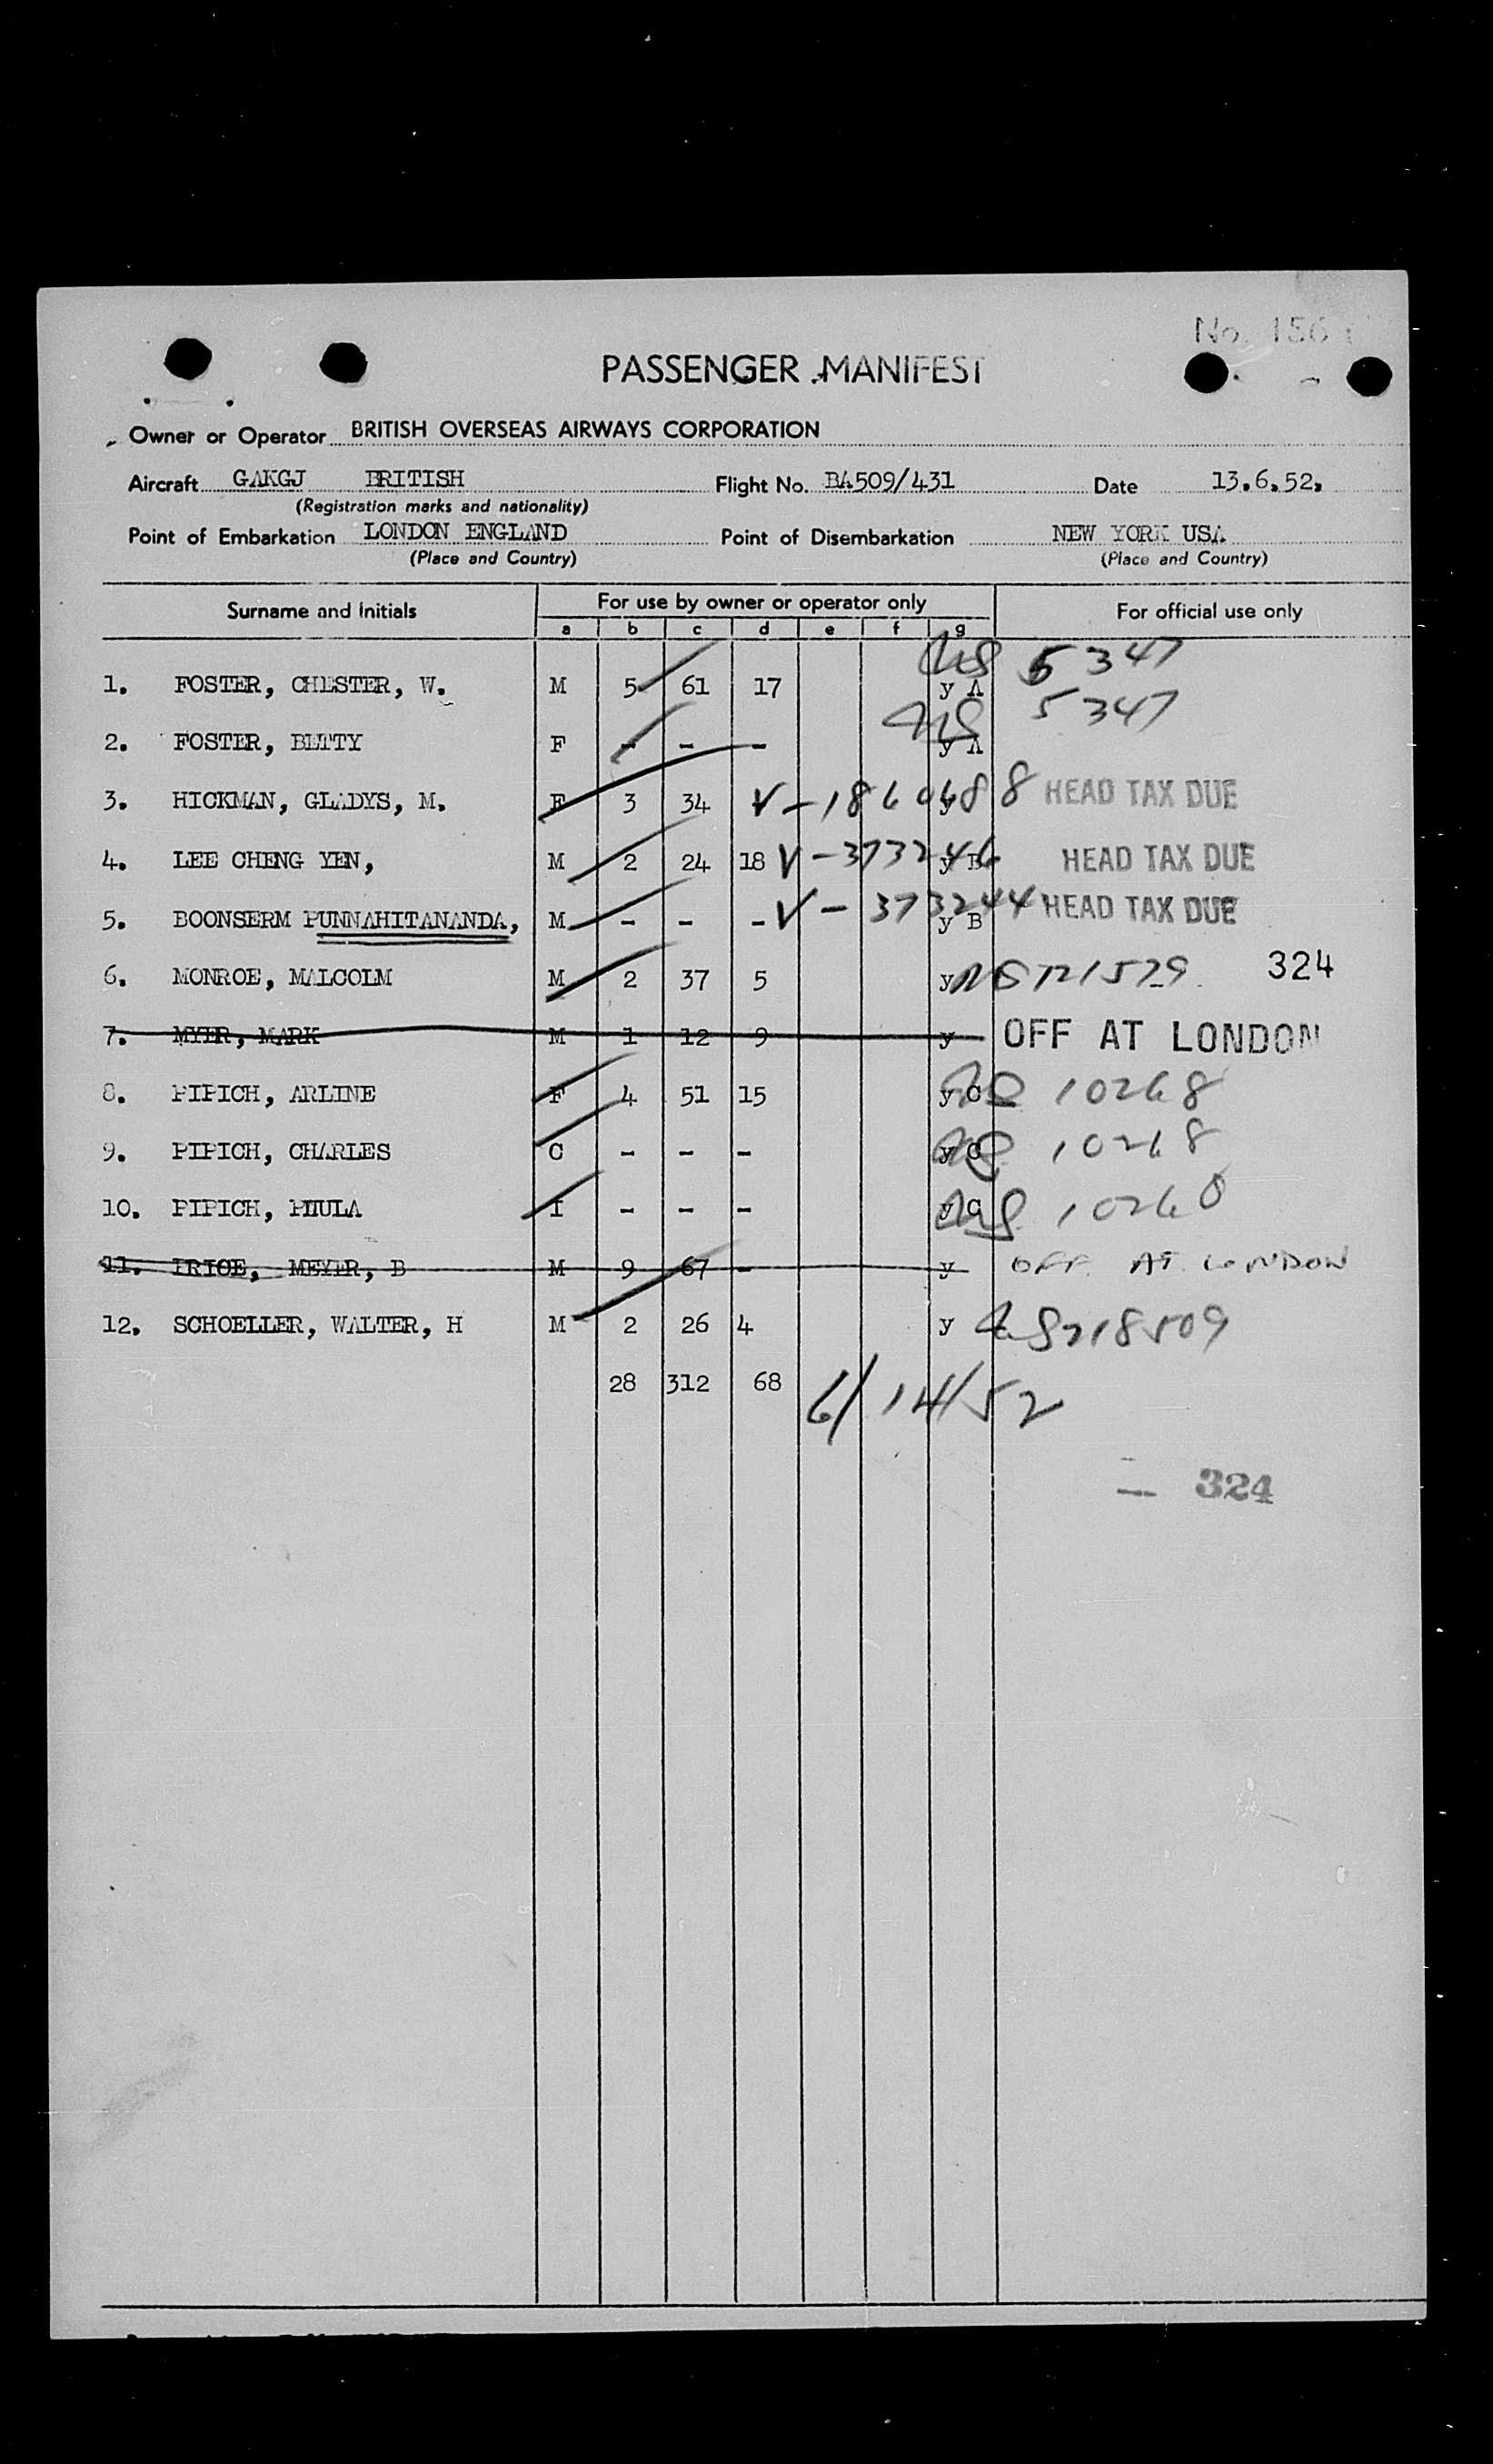 No. 156
PASSENGER MANIFEST
Owner or Operator BRITISH OVERSEAS AIRWAYS CORPORATION
Aircraft GAKGJ BRITISH Flight No. BA509/431 Date 13.6.52.
(Registration marks and nationality)
Point of Embarkation LONDON ENGLAND Point of Disembarkation NEW YORK USA
(Place and Country) (Place and Country)
Surname and Initials For use by owner or operator only For official use only
a b c d e f g
1. FOSTER, CHESTER, W. M 5 61 17 y A 5347
2. FOSTER, BETTY F - - - y A 5347
3. HICKMAN, GLADYS, M. F 3 34 V-1860488 y HEAD TAX DUE
4. LEE CHENG YEN, M 2 24 18 V-373246 y B HEAD TAX DUE
5. BOONSERM PUNNAHITANANDA, M - - - V-373244 y B HEAD TAX DUE
6. MONROE, MALCOLM M 2 37 5 y 324
7. MYER, MARK M 1 12 9 y OFF AT LONDON
8. PIPICH, ARLINE F 4 51 15 y C 10268
9. PIPICH, CHARLES C - - - y C 10268
10. PIPICH, PHULA I - - - y C 10268
11. MEYER, B M 9 67 - y OFF AT LONDON
12. SCHOELLER, WALTER, H M 2 26 4 y
28 312 68 6/14/52
324